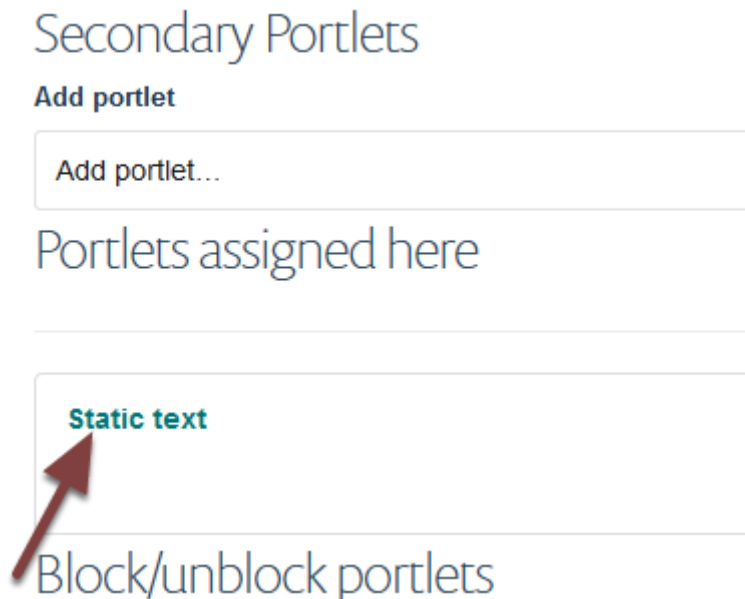 Secondary Portlets
Add portlet
Add portlet...
Portlets assigned here
Static text
Block/unblock portlets